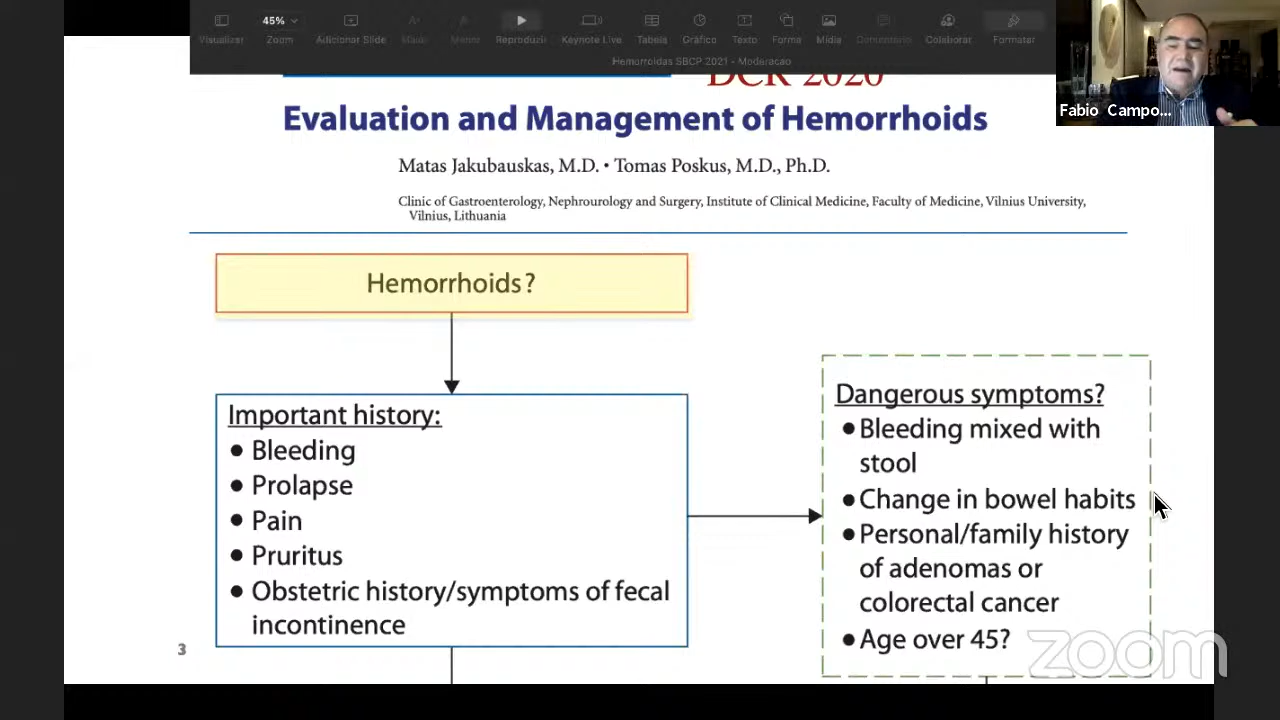 45%
Visualizar
Zoom
Adicionar Slide
Mais
Menos
Reproduzir
Keynote Live
Tabela
Gráfico
Texto
Forma
Mídia
Comentário
Colaborar
Formatar
Hemorroidas SBCP 2021 - Moderacao
DCR 2020
Fabio Campo...
Evaluation and Management of Hemorrhoids
Matas Jakubauskas, M.D. • Tomas Poskus, M.D., Ph.D.
Clinic of Gastroenterology, Nephrourology and Surgery, Institute of Clinical Medicine, Faculty of Medicine, Vilnius University,
Vilnius, Lithuania
Hemorrhoids?
Important history:
• Bleeding
• Prolapse
• Pain
• Pruritus
• Obstetric history/symptoms of fecal
incontinence
Dangerous symptoms?
• Bleeding mixed with
stool
• Change in bowel habits
• Personal/family history
of adenomas or
colorectal cancer
• Age over 45?
3
zoom